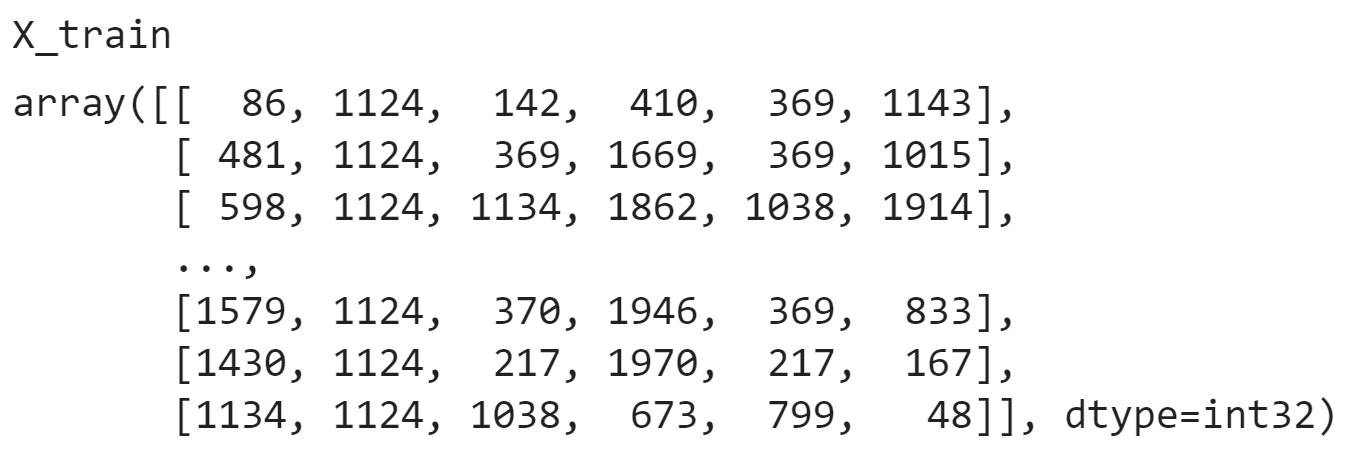 X_train
array([[  86, 1124,  142,  410,  369, 1143],
       [ 481, 1124,  369, 1669,  369, 1015],
       [ 598, 1124, 1134, 1862, 1038, 1914],
       ...,
       [1579, 1124,  370, 1946,  369,  833],
       [1430, 1124,  217, 1970,  217,  167],
       [1134, 1124, 1038,  673,  799,   48]], dtype=int32)